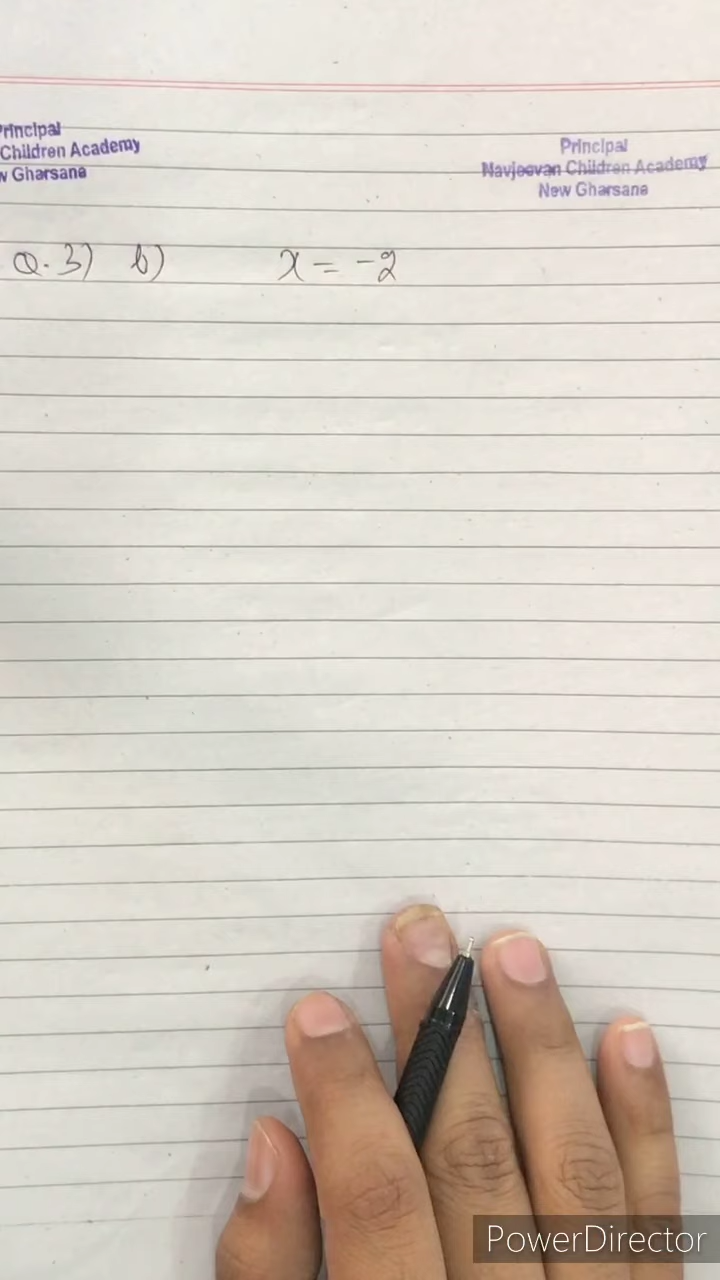 Principal
Children Academy
w Gharsana
Principal
Navjeevan Children Academy
New Gharsana
Q.3) b) x = -2
PowerDirector